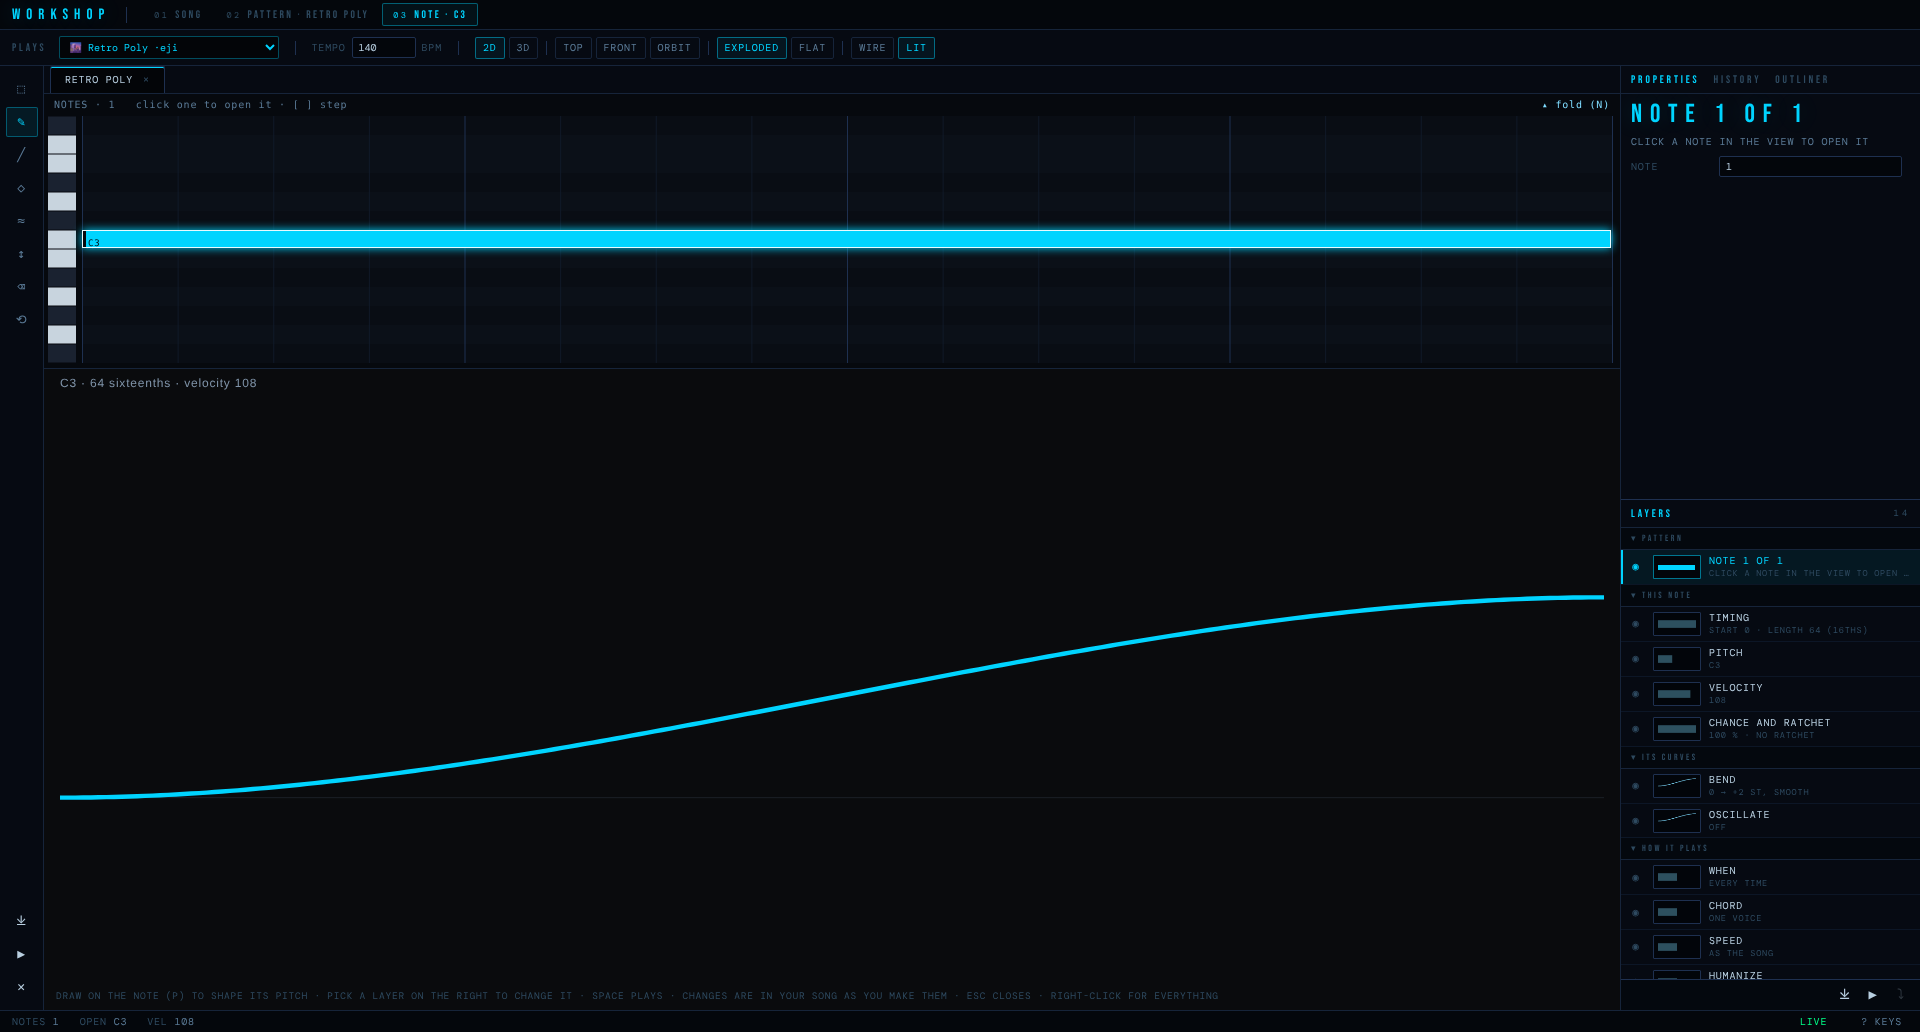 WORKSHOP 01 SONG 02 PATTERN · RETRO POLY 03 NOTE · C3
PLAYS Retro Poly ·eji TEMPO 140 BPM 2D 3D TOP FRONT ORBIT EXPLODED FLAT WIRE LIT
RETRO POLY ×
NOTES · 1 click one to open it · [ ] step ▴ fold (N)
C3
C3 · 64 sixteenths · velocity 108
DRAW ON THE NOTE (P) TO SHAPE ITS PITCH · PICK A LAYER ON THE RIGHT TO CHANGE IT · SPACE PLAYS · CHANGES ARE IN YOUR SONG AS YOU MAKE THEM · ESC CLOSES · RIGHT-CLICK FOR EVERYTHING
PROPERTIES HISTORY OUTLINER
NOTE 1 OF 1
CLICK A NOTE IN THE VIEW TO OPEN IT
NOTE 1
LAYERS 14
▾ PATTERN
NOTE 1 OF 1
CLICK A NOTE IN THE VIEW TO OPEN …
▾ THIS NOTE
TIMING
START 0 · LENGTH 64 (16THS)
PITCH
C3
VELOCITY
108
CHANCE AND RATCHET
100 % · NO RATCHET
▾ ITS CURVES
BEND
0 → +2 ST, SMOOTH
OSCILLATE
OFF
▾ HOW IT PLAYS
WHEN
EVERY TIME
CHORD
ONE VOICE
SPEED
AS THE SONG
HUMANIZE
NOTES 1 OPEN C3 VEL 108 LIVE ? KEYS